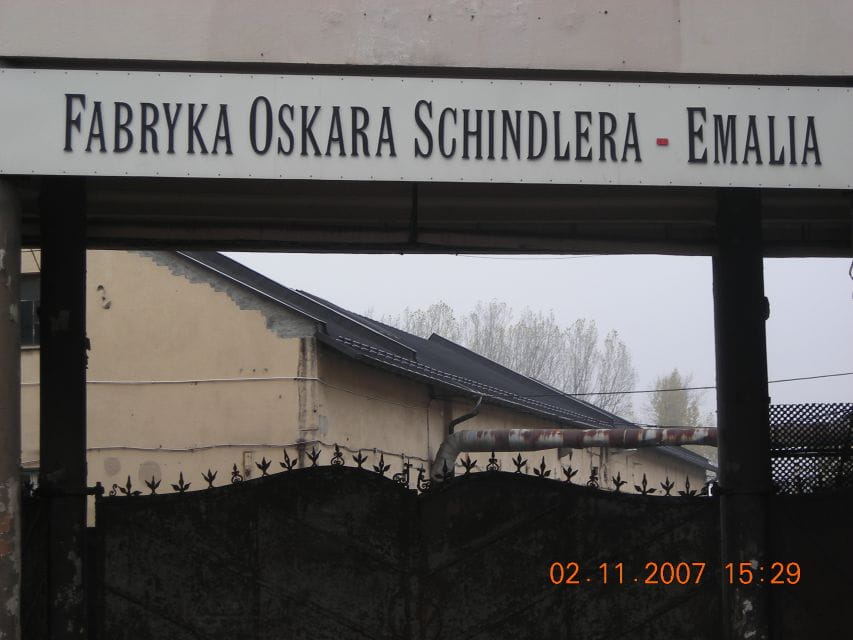 FABRYKA OSKARA SCHINDLERA - EMALIA
02.11.2007 15:29